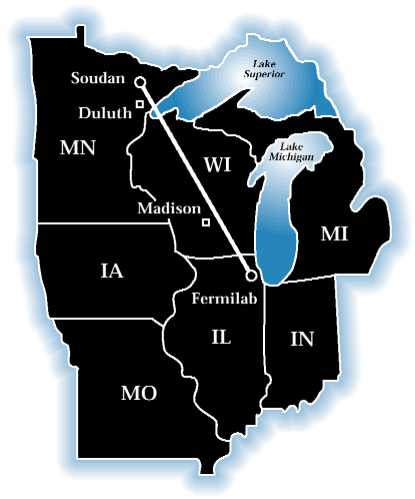 Lake
Superior
Soudan
Duluth
MN
Lake
Michigan
WI
Madison
MI
IA
Fermilab
IL
IN
MO